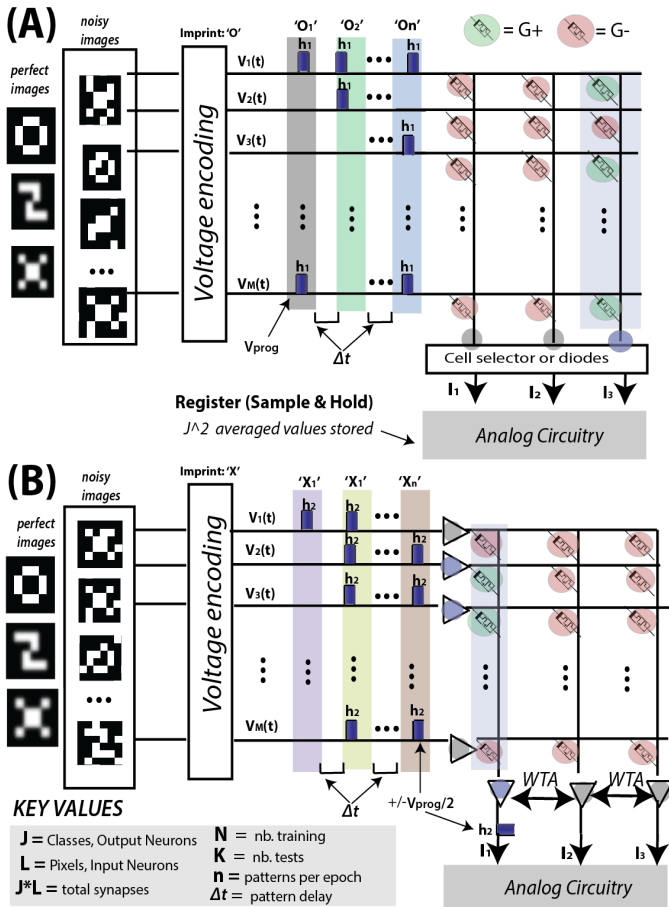 (A)
noisy
images
perfect
images
Imprint: 'O'
Voltage encoding
'O1' 'O2' 'On'
= G+ = G-
V1(t) h1 h1 ••• h1
V2(t) h1 •••
V3(t) ••• h1
VM(t) h1 ••• h1
•••
Vprog
Δt
Cell selector or diodes
I1 I2 I3
Register (Sample & Hold)
J^2 averaged values stored
Analog Circuitry
(B)
noisy
images
perfect
images
Imprint: 'X'
Voltage encoding
'X1' 'X1' 'Xn'
V1(t) h2 h2 •••
V2(t) h2 ••• h2
V3(t) h2 ••• h2
VM(t) h2 ••• h2
•••
Δt
+/-Vprog/2
WTA WTA
h2
I1 I2 I3
Analog Circuitry
KEY VALUES
J = Classes, Output Neurons
L = Pixels, Input Neurons
J*L = total synapses
N = nb. training
K = nb. tests
n = patterns per epoch
Δt = pattern delay